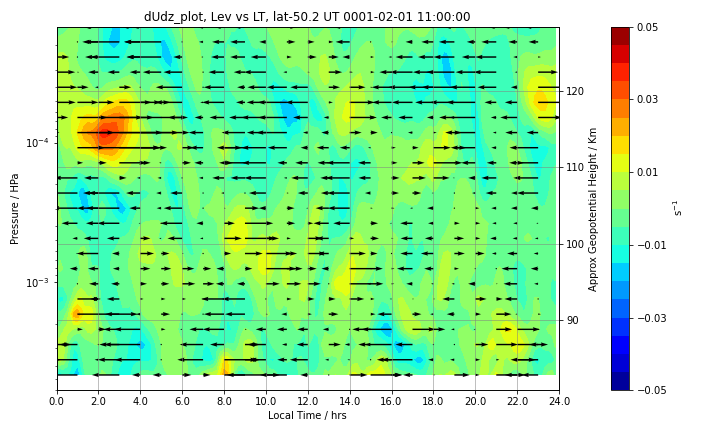 dUdz_plot, Lev vs LT, lat-50.2 UT 0001-02-01 11:00:00
Pressure / HPa
10⁻⁴
10⁻³
0.0 2.0 4.0 6.0 8.0 10.0 12.0 14.0 16.0 18.0 20.0 22.0 24.0
Local Time / hrs
120
110
100
90
Approx Geopotential Height / Km
0.05
0.03
0.01
−0.01
−0.03
−0.05
s⁻¹